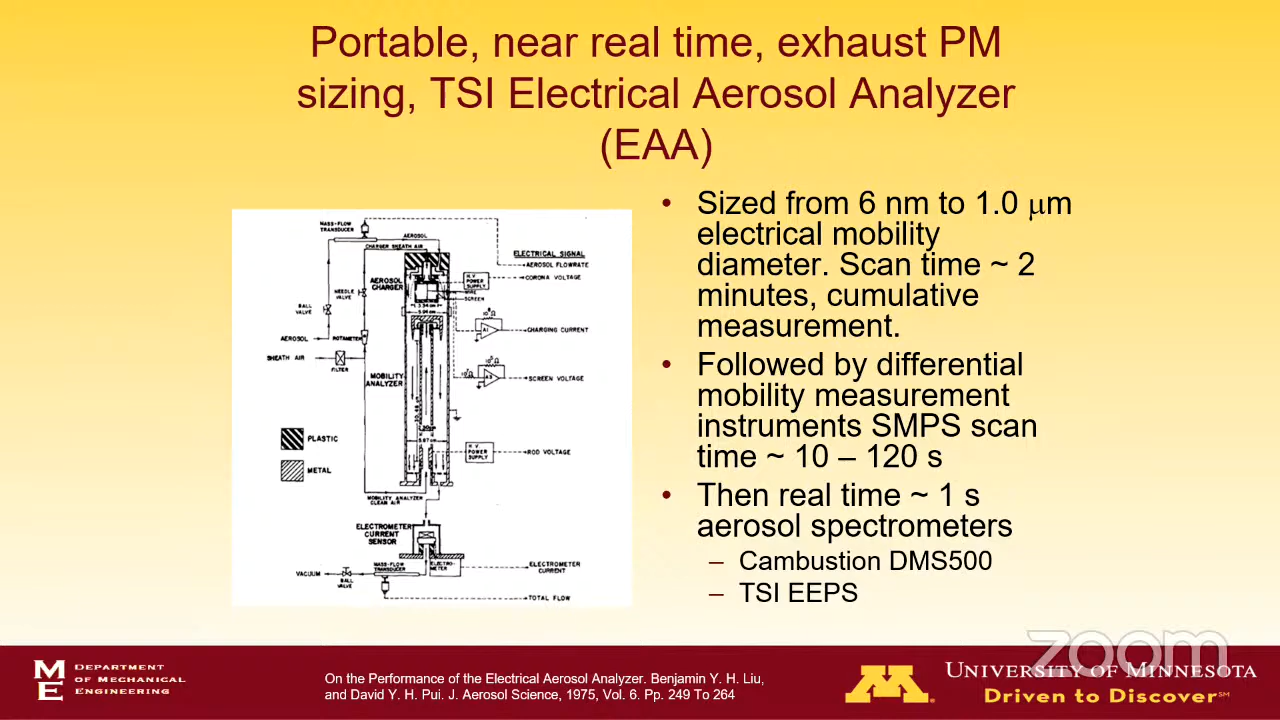 Portable, near real time, exhaust PM
sizing, TSI Electrical Aerosol Analyzer
(EAA)
• Sized from 6 nm to 1.0 μm
electrical mobility
diameter. Scan time ~ 2
minutes, cumulative
measurement.
• Followed by differential
mobility measurement
instruments SMPS scan
time ~ 10 – 120 s
• Then real time ~ 1 s
aerosol spectrometers
– Cambustion DMS500
– TSI EEPS
MASS-FLOW
TRANSDUCER
AEROSOL
CHARGER SHEATH AIR
ELECTRICAL SIGNAL
AEROSOL FLOWRATE
CORONA VOLTAGE
AEROSOL
CHARGER
H.V.
POWER
SUPPLY
WIRE
SCREEN
NEEDLE
VALVE
BALL
VALVE
CHARGING CURRENT
AEROSOL
ROTAMETER
SHEATH AIR
FILTER
MOBILITY
ANALYZER
SCREEN VOLTAGE
PLASTIC
METAL
H.V.
POWER
SUPPLY
ROD VOLTAGE
MOBILITY ANALYZER
CLEAN AIR
ELECTROMETER
CURRENT
SENSOR
MASS-FLOW
TRANSDUCER
ELECTRO-
METER
ELECTROMETER
CURRENT
VACUUM
BALL
VALVE
TOTAL FLOW
zoom
ME
DEPARTMENT
OF MECHANICAL
ENGINEERING
On the Performance of the Electrical Aerosol Analyzer. Benjamin Y. H. Liu,
and David Y. H. Pui. J. Aerosol Science, 1975, Vol. 6. Pp. 249 To 264
M
UNIVERSITY OF MINNESOTA
Driven to Discover℠